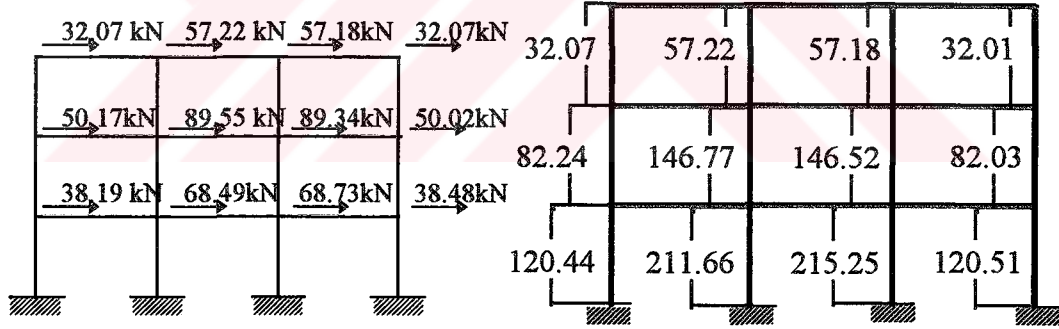 32.07 kN 57.22 kN 57.18kN 32.07kN
50.17kN 89.55 kN 89.34kN 50.02kN
38.19 kN 68.49kN 68.73kN 38.48kN
32.07 57.22 57.18 32.01
82.24 146.77 146.52 82.03
120.44 211.66 215.25 120.51